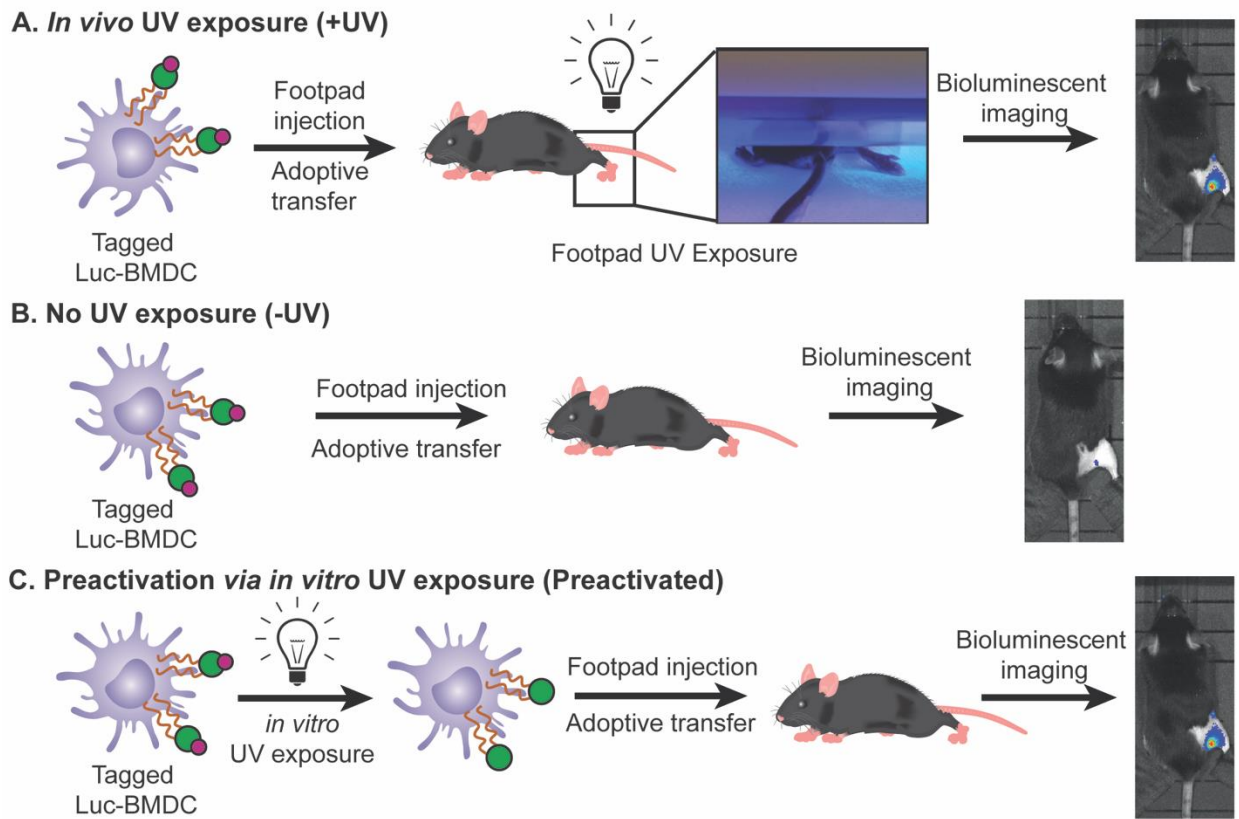 A. In vivo UV exposure (+UV)
Footpad
injection
Adoptive
transfer
Tagged
Luc-BMDC
Footpad UV Exposure
Bioluminescent
imaging
B. No UV exposure (-UV)
Tagged
Luc-BMDC
Footpad injection
Adoptive transfer
Bioluminescent
imaging
C. Preactivation via in vitro UV exposure (Preactivated)
Tagged
Luc-BMDC
in vitro
UV exposure
Footpad injection
Adoptive transfer
Bioluminescent
imaging